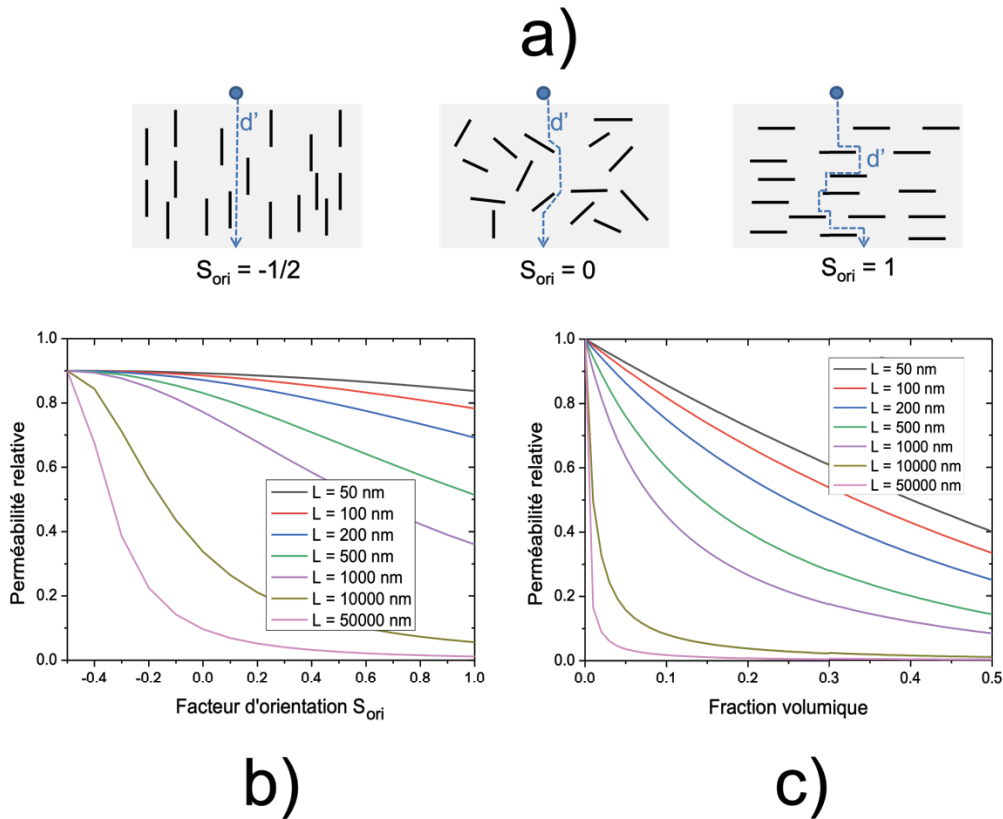 a)
d’ d’ d’
S_ori = -1/2 S_ori = 0 S_ori = 1
Perméabilité relative
1.0
0.8
0.6
0.4
0.2
0.0
L = 50 nm
L = 100 nm
L = 200 nm
L = 500 nm
L = 1000 nm
L = 10000 nm
L = 50000 nm
-0.4 -0.2 0.0 0.2 0.4 0.6 0.8 1.0
Facteur d'orientation S_ori
b)
Perméabilité relative
1.0
0.8
0.6
0.4
0.2
0.0
L = 50 nm
L = 100 nm
L = 200 nm
L = 500 nm
L = 1000 nm
L = 10000 nm
L = 50000 nm
0.0 0.1 0.2 0.3 0.4 0.5
Fraction volumique
c)